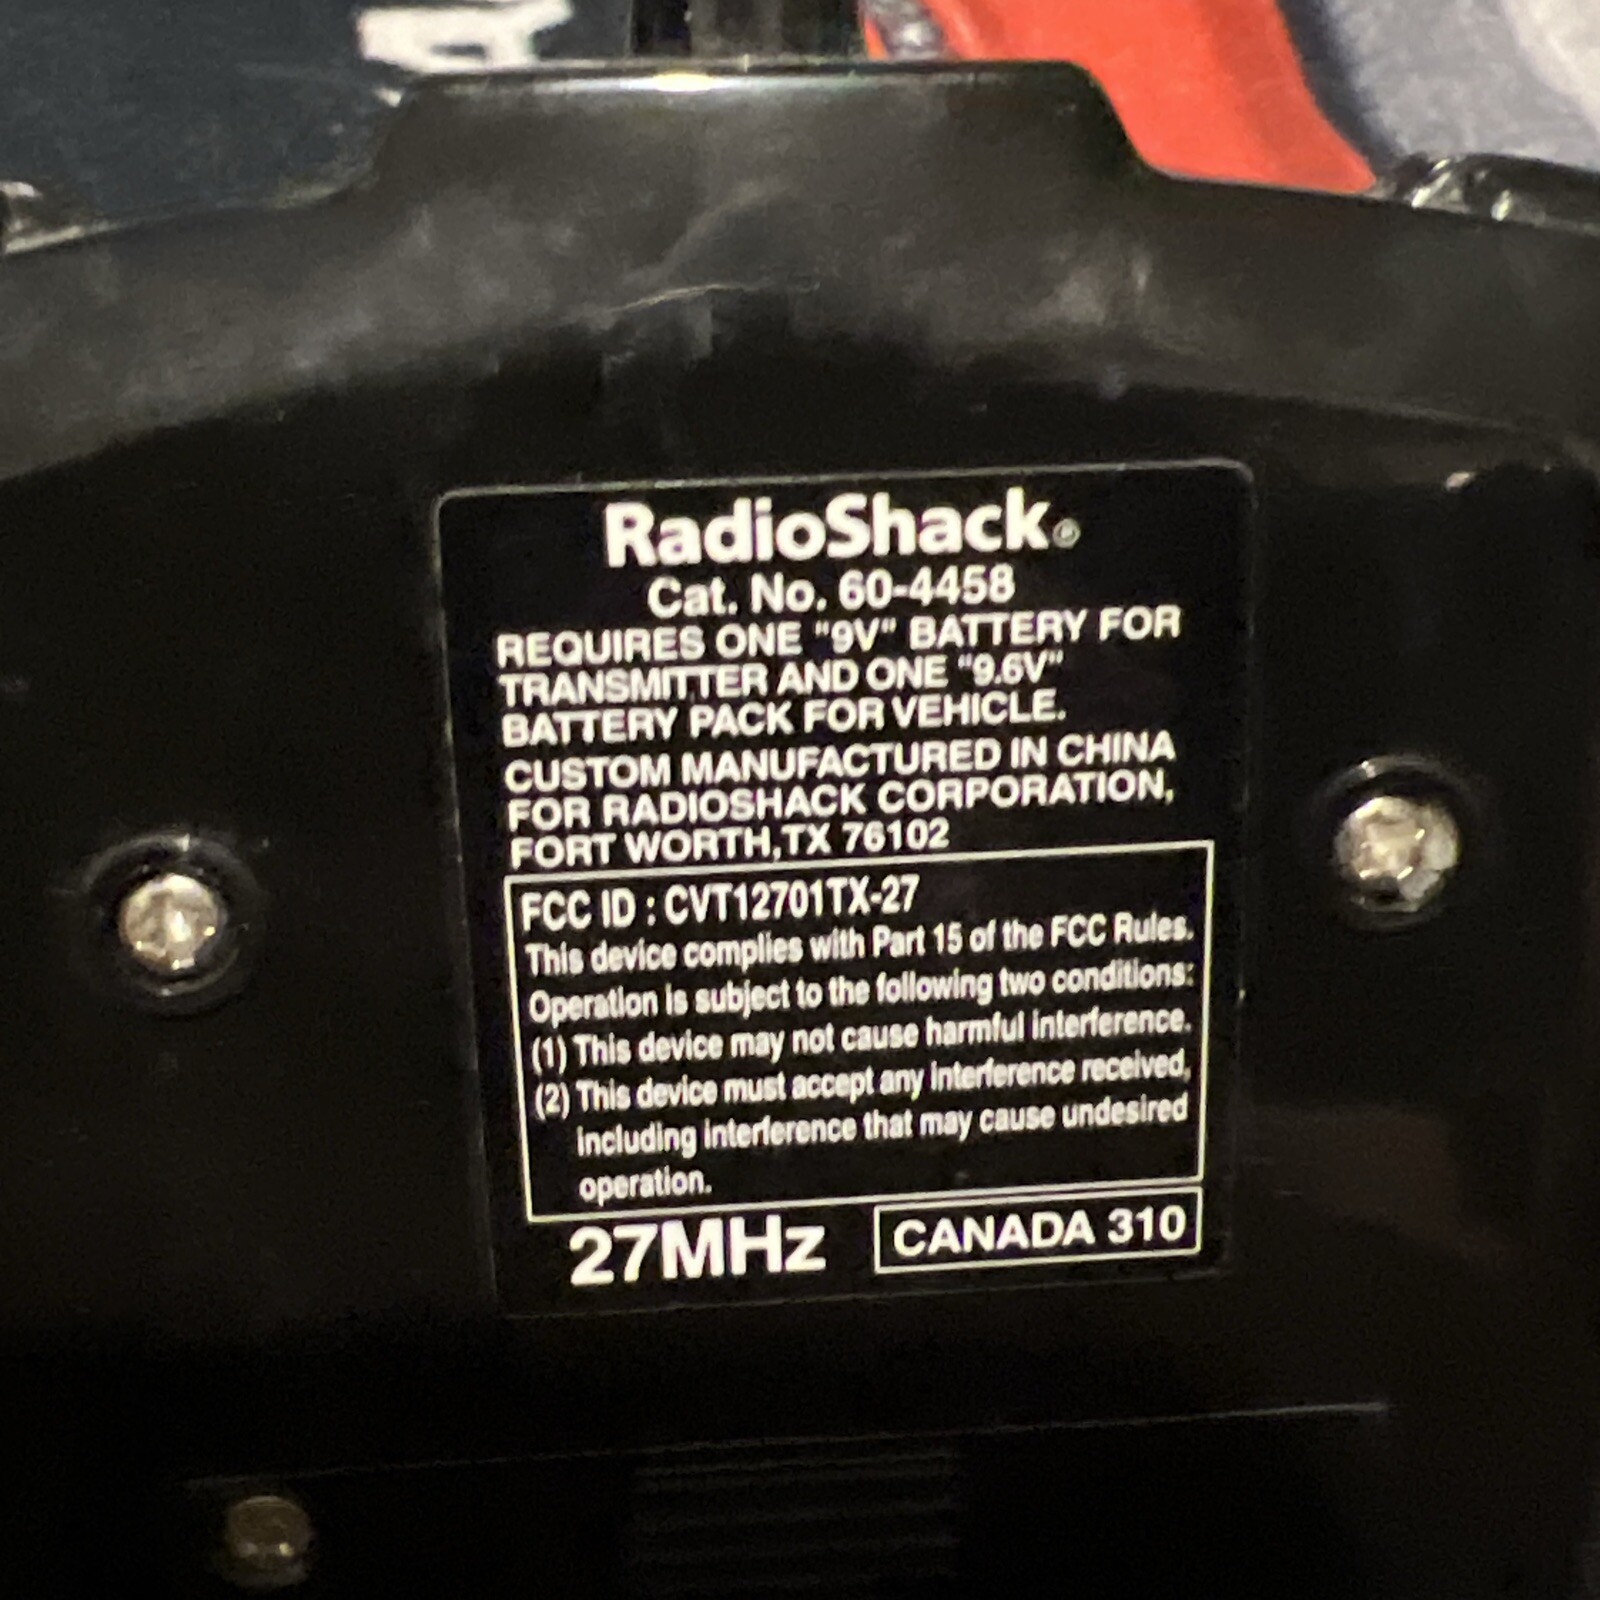 RadioShack®
Cat. No. 60-4458
REQUIRES ONE "9V" BATTERY FOR
TRANSMITTER AND ONE "9.6V"
BATTERY PACK FOR VEHICLE.
CUSTOM MANUFACTURED IN CHINA
FOR RADIOSHACK CORPORATION,
FORT WORTH,TX 76102
FCC ID : CVT12701TX-27
This device complies with Part 15 of the FCC Rules.
Operation is subject to the following two conditions:
(1) This device may not cause harmful interference.
(2) This device must accept any interference received,
including interference that may cause undesired
operation.
27MHz
CANADA 310